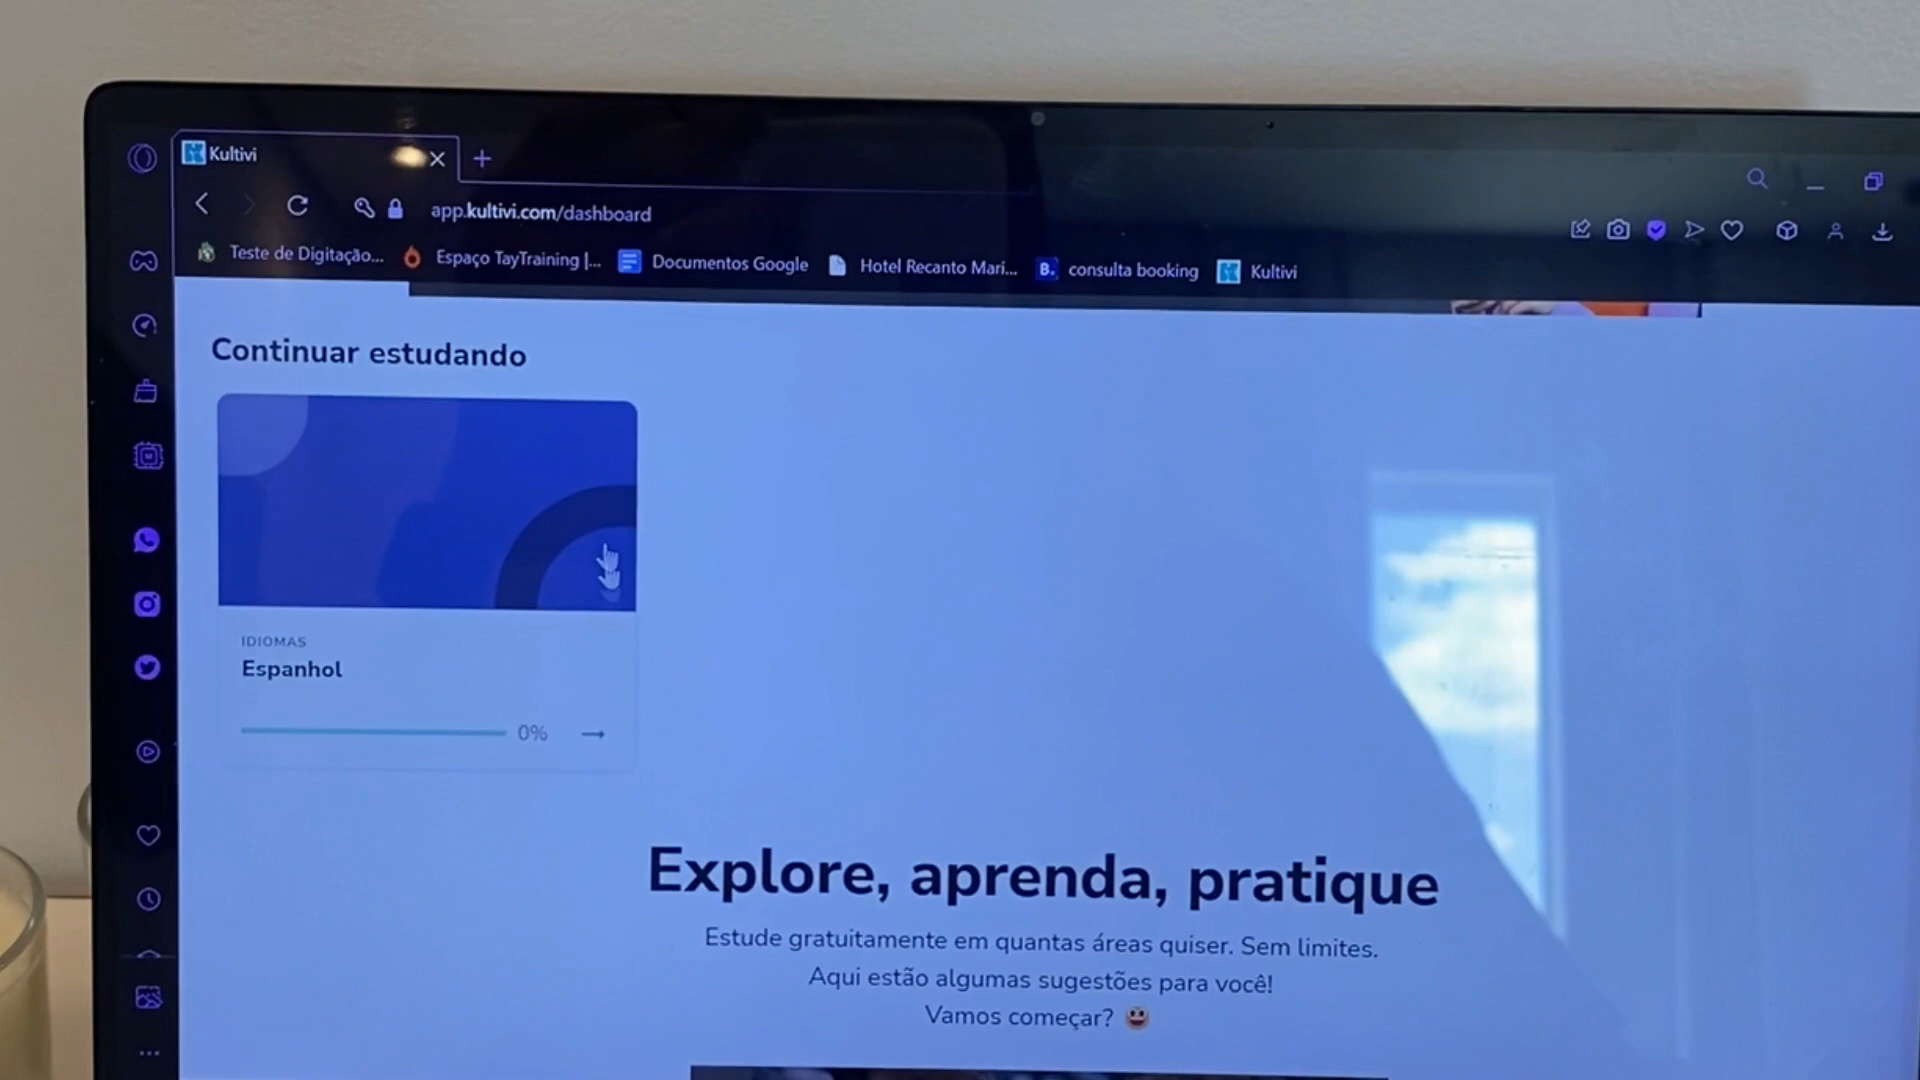 Kultivi
app.kultivi.com/dashboard
Teste de Digitação... Espaço TayTraining |... Documentos Google Hotel Recanto Mari... B. consulta booking Kultivi
Continuar estudando
IDIOMAS
Espanhol
0%
Explore, aprenda, pratique
Estude gratuitamente em quantas áreas quiser. Sem limites.
Aqui estão algumas sugestões para você!
Vamos começar? 😃